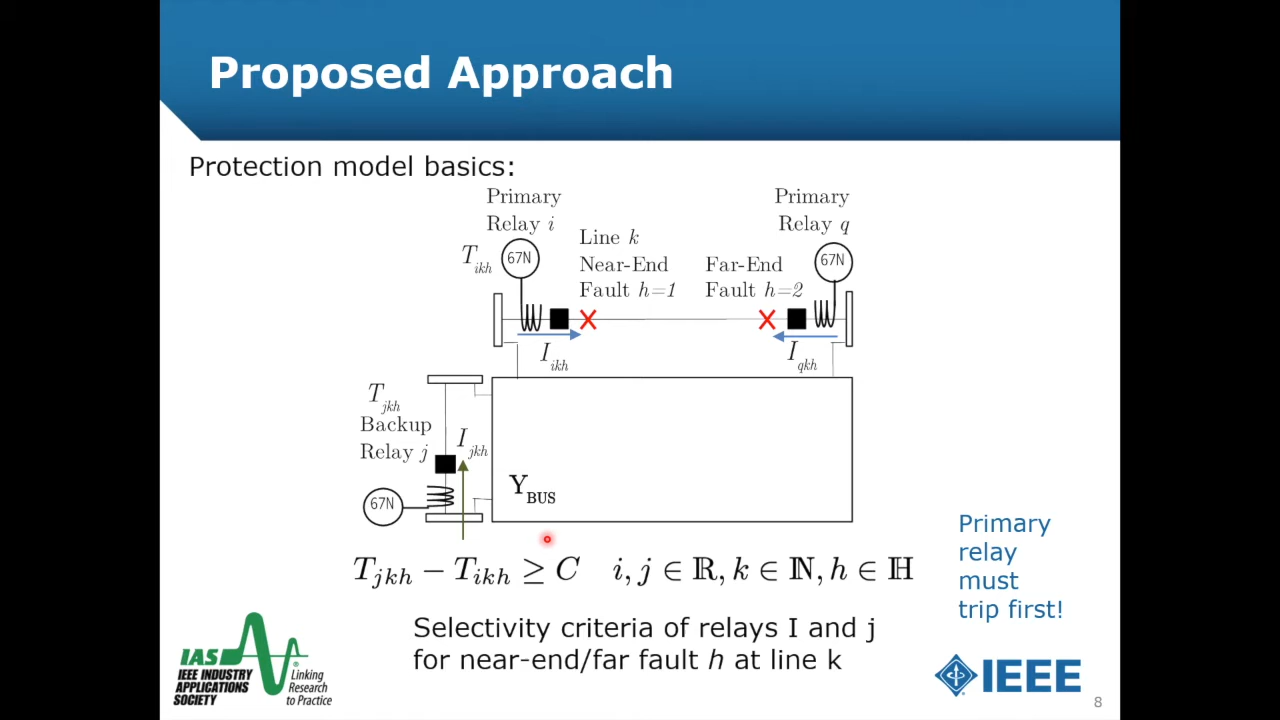 Proposed Approach
Protection model basics:
Primary
Relay i
Primary
Relay q
T_ikh
67N
Line k
Near-End
Fault h=1
Far-End
Fault h=2
67N
I_ikh
I_qkh
T_jkh
Backup
Relay j
I_jkh
67N
Y_BUS
T_jkh − T_ikh ≥ C i, j ∈ ℝ, k ∈ ℕ, h ∈ ℍ
Primary
relay
must
trip first!
Selectivity criteria of relays I and j
for near-end/far fault h at line k
IAS
IEEE INDUSTRY
APPLICATIONS
SOCIETY
®
Linking
Research
to Practice
IEEE
8